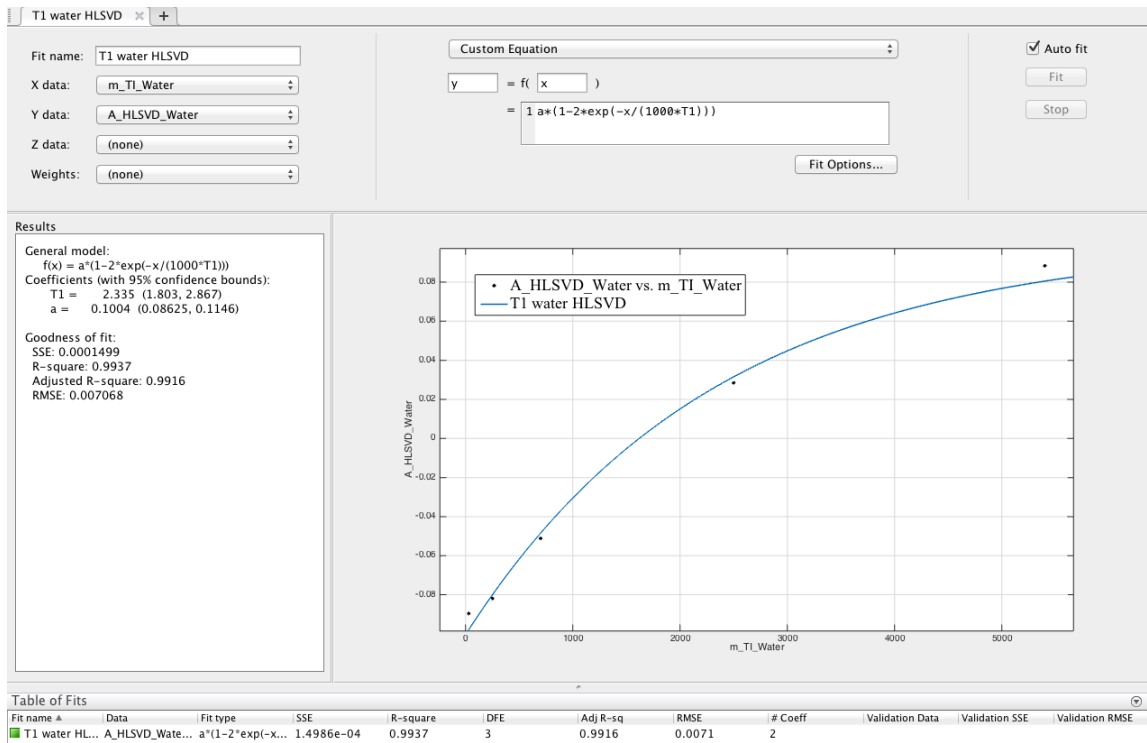 T1 water HLSVD × +
Fit name: T1 water HLSVD
X data: m_TI_Water
Y data: A_HLSVD_Water
Z data: (none)
Weights: (none)
Custom Equation
y = f( x )
= 1 a*(1-2*exp(-x/(1000*T1)))
Fit Options...
Auto fit
Fit
Stop
Results
General model:
f(x) = a*(1-2*exp(-x/(1000*T1)))
Coefficients (with 95% confidence bounds):
T1 = 2.335 (1.803, 2.867)
a = 0.1004 (0.08625, 0.1146)
Goodness of fit:
SSE: 0.0001499
R-square: 0.9937
Adjusted R-square: 0.9916
RMSE: 0.007068
A_HLSVD_Water vs. m_TI_Water
T1 water HLSVD
0.08
0.06
0.04
0.02
0
-0.02
-0.04
-0.06
-0.08
A_HLSVD_Water
0 1000 2000 3000 4000 5000
m_TI_Water
Table of Fits
Fit name ▲ Data Fit type SSE R-square DFE Adj R-sq RMSE # Coeff Validation Data Validation SSE Validation RMSE
T1 water HL... A_HLSVD_Wate... a*(1-2*exp(-x... 1.4986e-04 0.9937 3 0.9916 0.0071 2